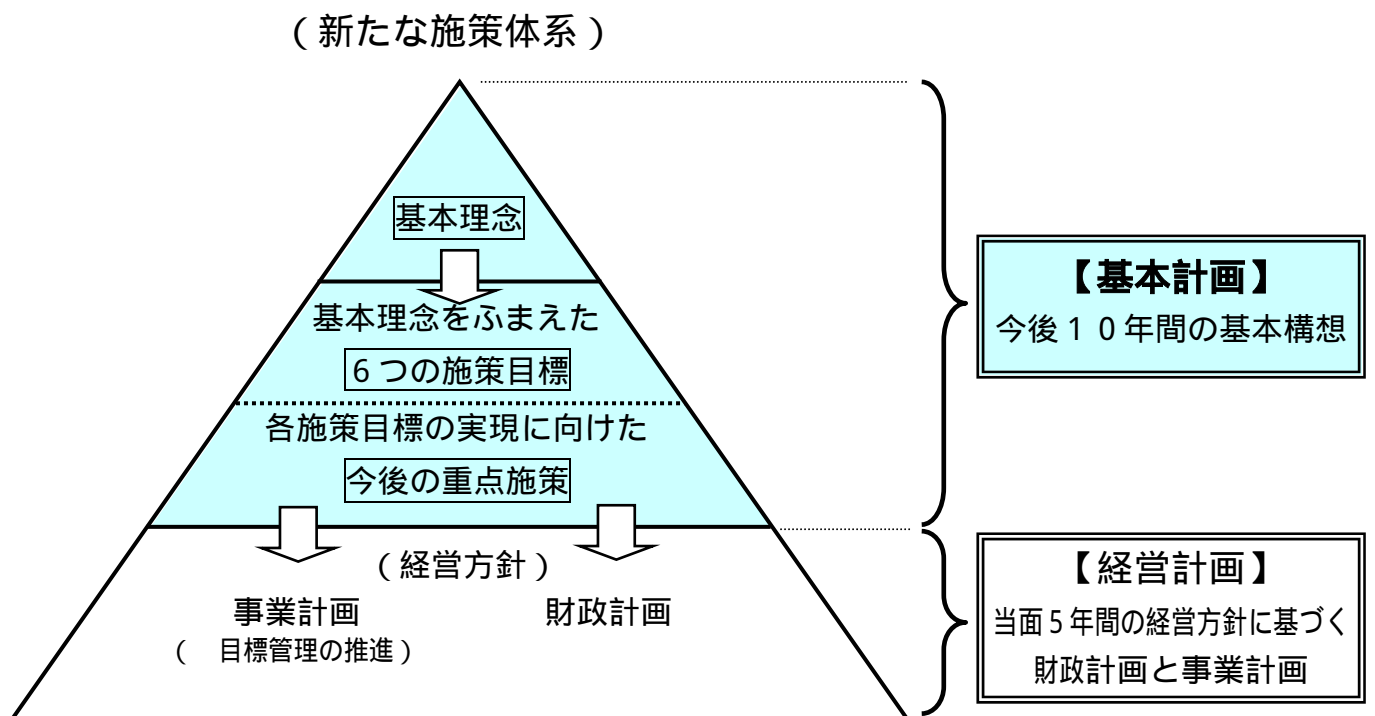 （新たな施策体系）
基本理念
基本理念をふまえた
６つの施策目標
各施策目標の実現に向けた
今後の重点施策
（経営方針）
事業計画
（　目標管理の推進）
財政計画
【基本計画】
今後１０年間の基本構想
【経営計画】
当面５年間の経営方針に基づく
財政計画と事業計画